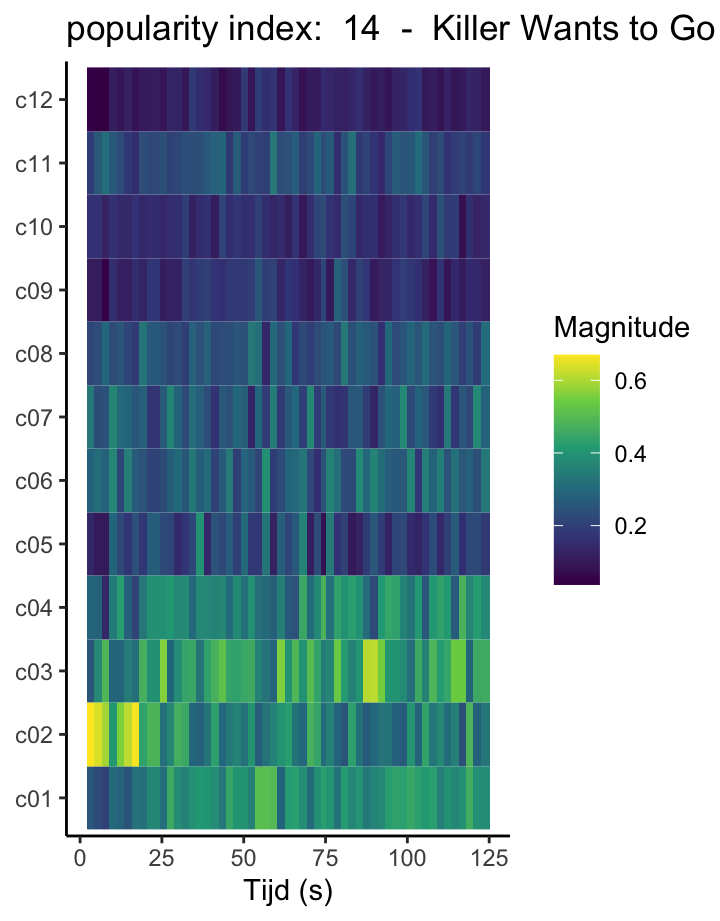 popularity index:  14  -  Killer Wants to Go
c12
c11
c10
c09
c08
c07
c06
c05
c04
c03
c02
c01
0 25 50 75 100 125
Tijd (s)
Magnitude
0.6
0.4
0.2